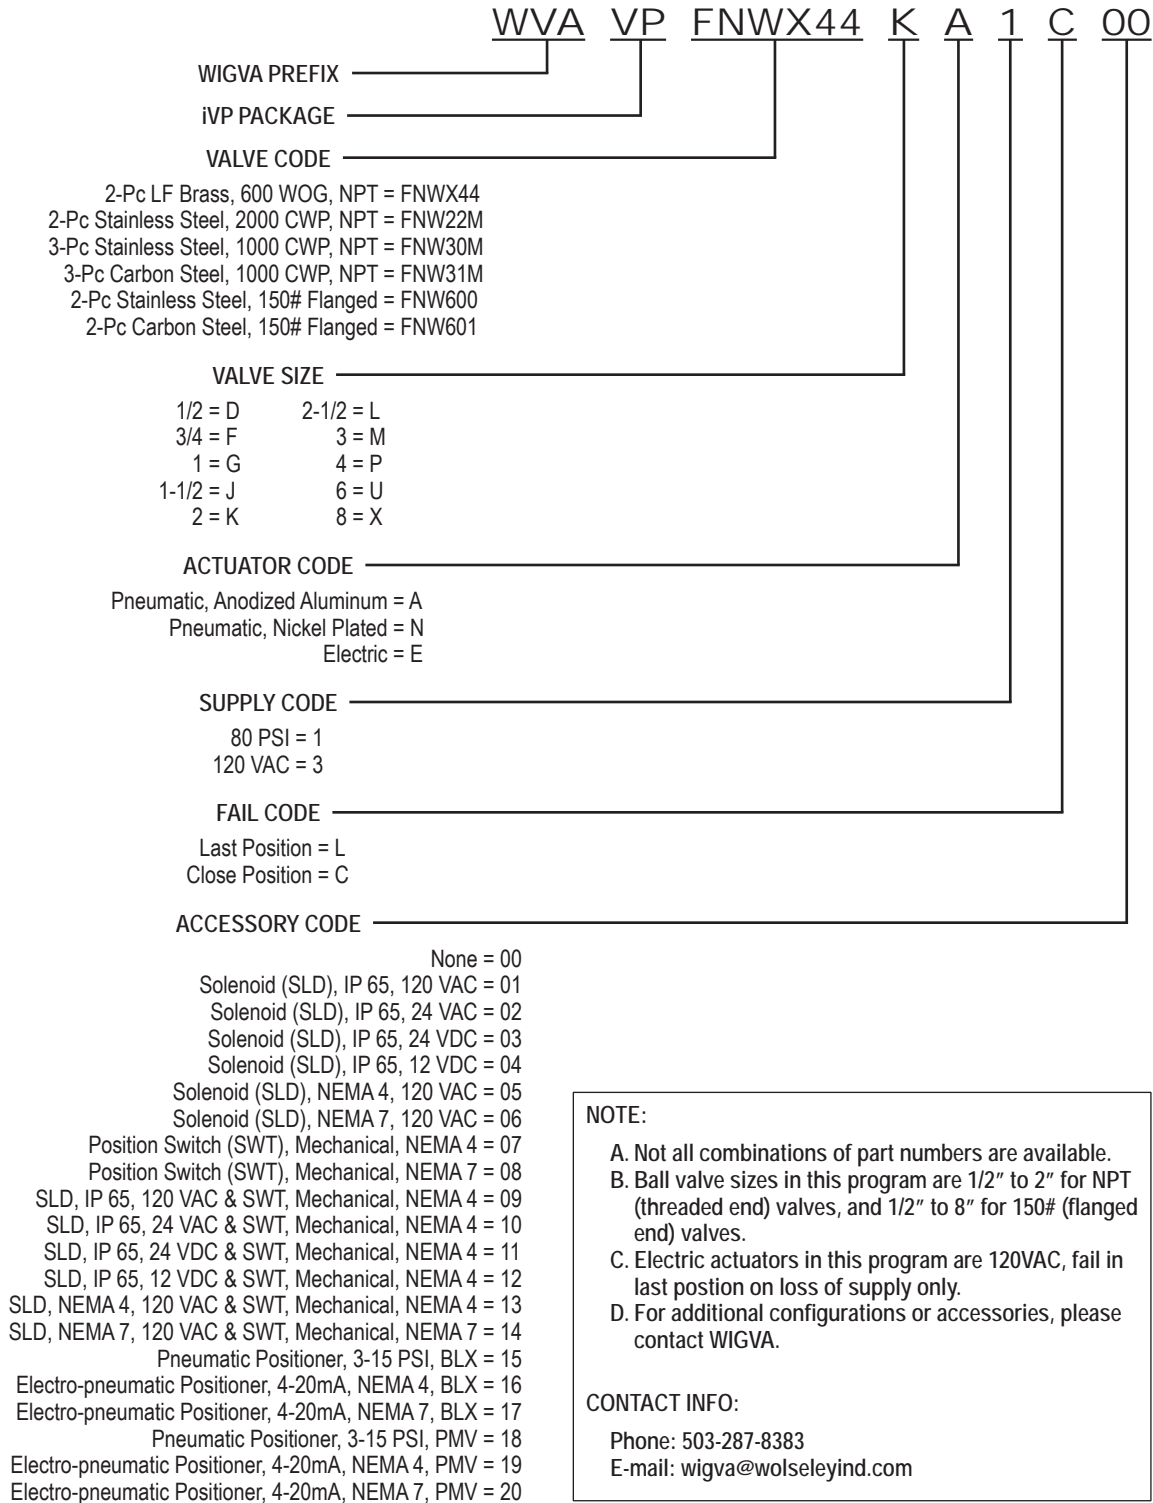 WVA VP FNWX44 K A 1 C 00
WIGVA PREFIX
iVP PACKAGE
VALVE CODE
2-Pc LF Brass, 600 WOG, NPT = FNWX44
2-Pc Stainless Steel, 2000 CWP, NPT = FNW22M
3-Pc Stainless Steel, 1000 CWP, NPT = FNW30M
3-Pc Carbon Steel, 1000 CWP, NPT = FNW31M
2-Pc Stainless Steel, 150# Flanged = FNW600
2-Pc Carbon Steel, 150# Flanged = FNW601
VALVE SIZE
1/2 = D 2-1/2 = L
3/4 = F 3 = M
1 = G 4 = P
1-1/2 = J 6 = U
2 = K 8 = X
ACTUATOR CODE
Pneumatic, Anodized Aluminum = A
Pneumatic, Nickel Plated = N
Electric = E
SUPPLY CODE
80 PSI = 1
120 VAC = 3
FAIL CODE
Last Position = L
Close Position = C
ACCESSORY CODE
None = 00
Solenoid (SLD), IP 65, 120 VAC = 01
Solenoid (SLD), IP 65, 24 VAC = 02
Solenoid (SLD), IP 65, 24 VDC = 03
Solenoid (SLD), IP 65, 12 VDC = 04
Solenoid (SLD), NEMA 4, 120 VAC = 05
Solenoid (SLD), NEMA 7, 120 VAC = 06
Position Switch (SWT), Mechanical, NEMA 4 = 07
Position Switch (SWT), Mechanical, NEMA 7 = 08
SLD, IP 65, 120 VAC & SWT, Mechanical, NEMA 4 = 09
SLD, IP 65, 24 VAC & SWT, Mechanical, NEMA 4 = 10
SLD, IP 65, 24 VDC & SWT, Mechanical, NEMA 4 = 11
SLD, IP 65, 12 VDC & SWT, Mechanical, NEMA 4 = 12
SLD, NEMA 4, 120 VAC & SWT, Mechanical, NEMA 4 = 13
SLD, NEMA 7, 120 VAC & SWT, Mechanical, NEMA 7 = 14
Pneumatic Positioner, 3-15 PSI, BLX = 15
Electro-pneumatic Positioner, 4-20mA, NEMA 4, BLX = 16
Electro-pneumatic Positioner, 4-20mA, NEMA 7, BLX = 17
Pneumatic Positioner, 3-15 PSI, PMV = 18
Electro-pneumatic Positioner, 4-20mA, NEMA 4, PMV = 19
Electro-pneumatic Positioner, 4-20mA, NEMA 7, PMV = 20
NOTE:
A. Not all combinations of part numbers are available.
B. Ball valve sizes in this program are 1/2″ to 2″ for NPT
(threaded end) valves, and 1/2″ to 8″ for 150# (flanged
end) valves.
C. Electric actuators in this program are 120VAC, fail in
last postion on loss of supply only.
D. For additional configurations or accessories, please
contact WIGVA.
CONTACT INFO:
Phone: 503-287-8383
E-mail: wigva@wolseleyind.com